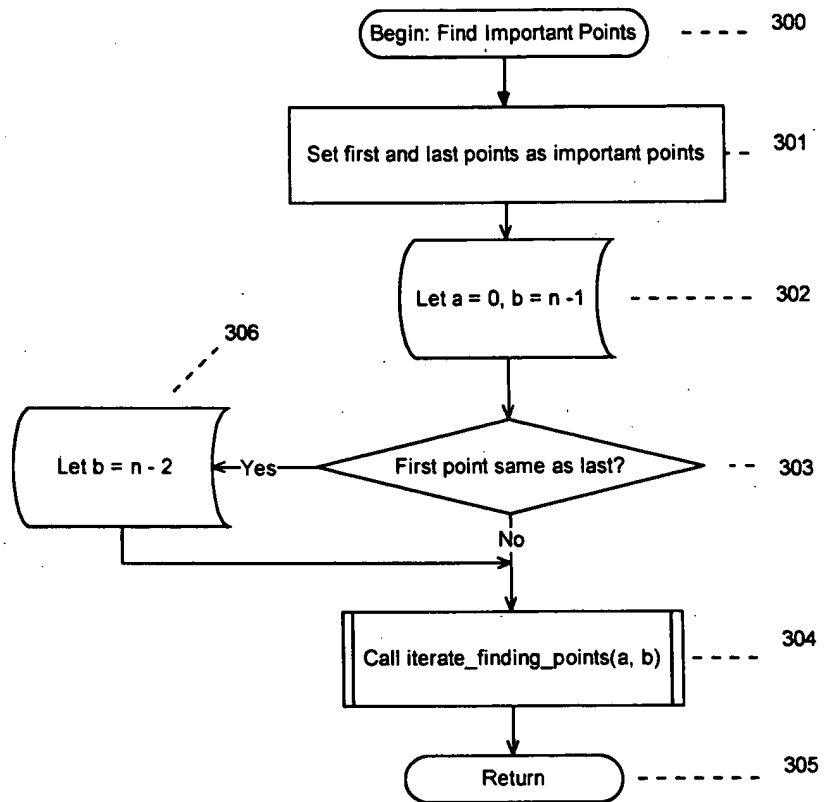 Begin: Find Important Points
300
Set first and last points as important points
301
Let a = 0, b = n -1
302
306
Let b = n - 2
Yes
First point same as last?
303
No
Call iterate_finding_points(a, b)
304
Return
305